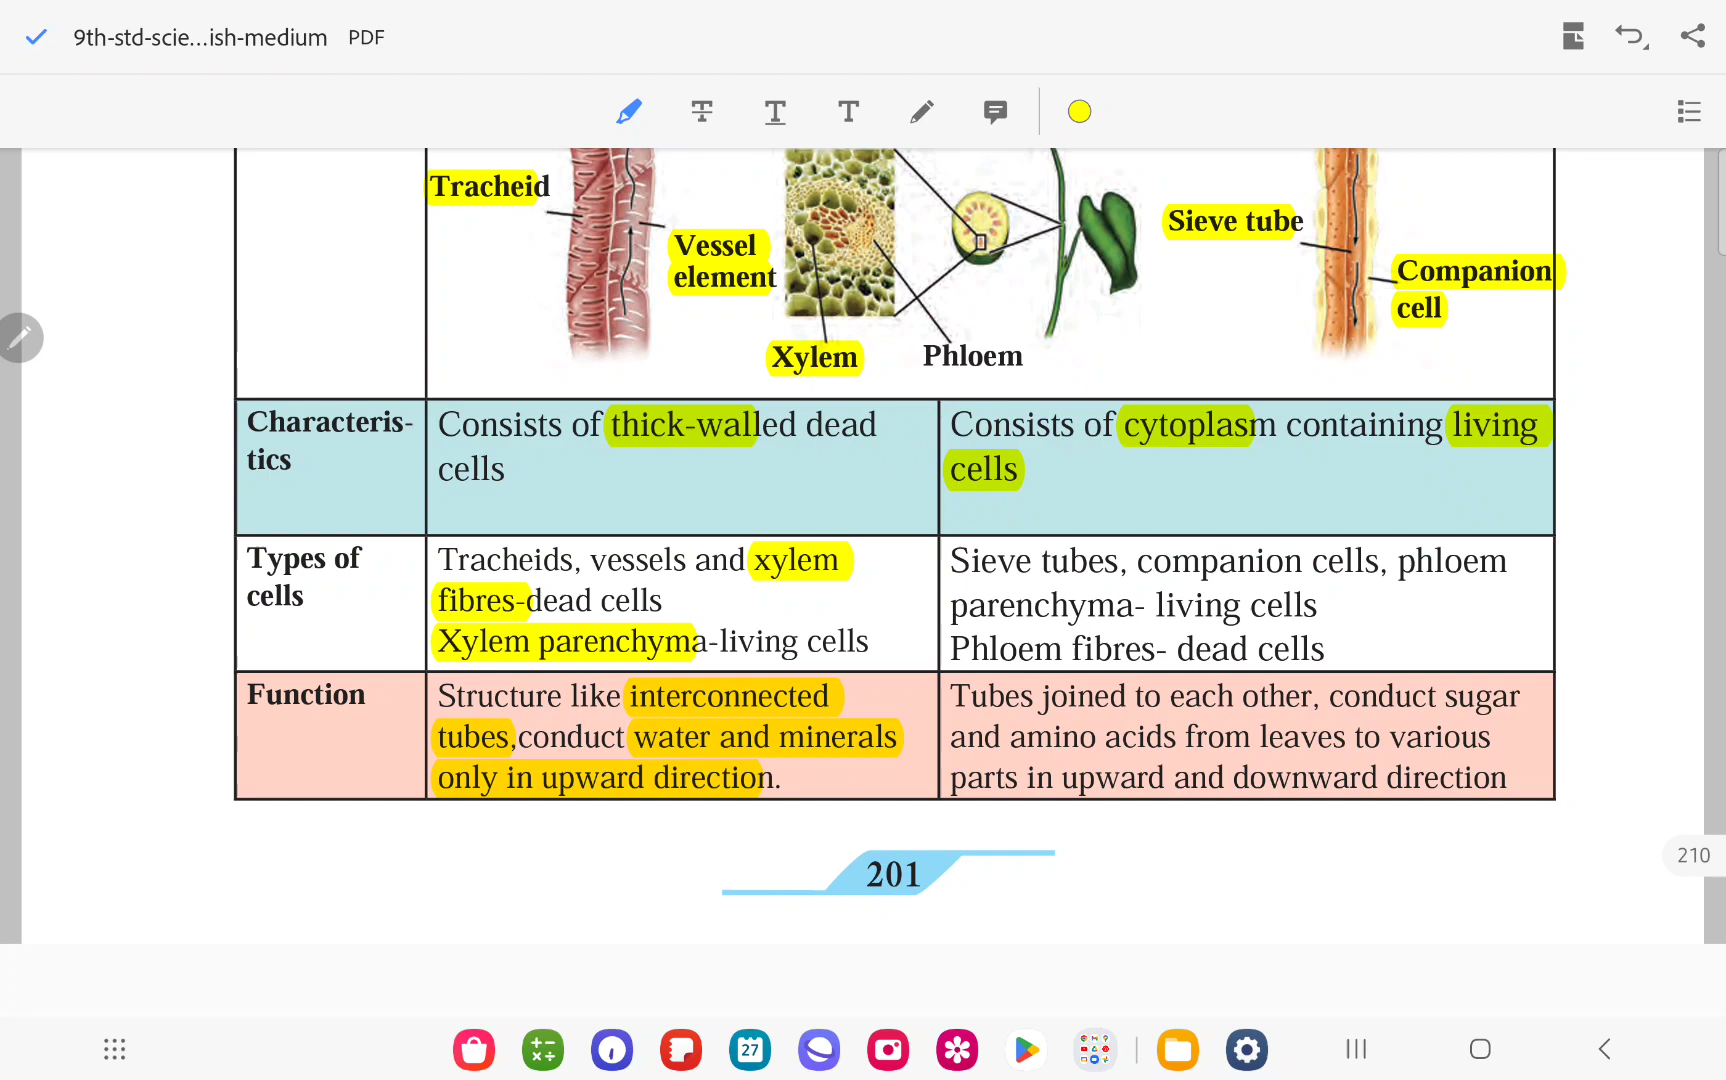 9th-std-scie...ish-medium PDF
Tracheid
Vessel
element
Sieve tube
Companion
cell
Xylem
Phloem
Characteris-
tics
Consists of thick-walled dead
cells
Consists of cytoplasm containing living
cells
Types of
cells
Tracheids, vessels and xylem
fibres-dead cells
Xylem parenchyma-living cells
Sieve tubes, companion cells, phloem
parenchyma- living cells
Phloem fibres- dead cells
Function
Structure like interconnected
tubes,conduct water and minerals
only in upward direction.
Tubes joined to each other, conduct sugar
and amino acids from leaves to various
parts in upward and downward direction
201
210
27